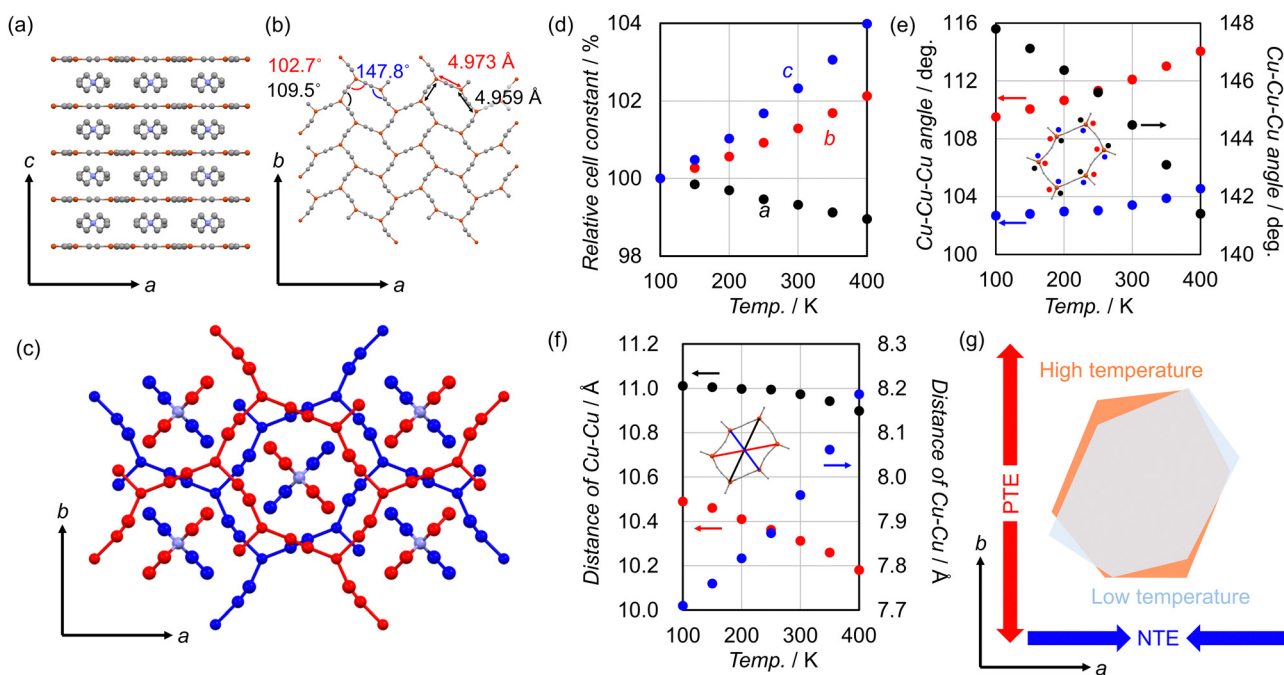 (a)
c
a
(b)
102.7°
109.5°
147.8°
4.973 Å
4.959 Å
b
a
(c)
b
a
(d)
Relative cell constant / %
104
102
100
98
c
b
a
100 200 300 400
Temp. / K
(e)
Cu-Cu-Cu angle / deg.
116
112
108
104
100
148
146
144
142
140
Cu-Cu-Cu angle / deg.
100 200 300 400
Temp. / K
(f)
Distance of Cu-Cu / Å
11.2
11.0
10.8
10.6
10.4
10.2
10.0
8.3
8.2
8.1
8.0
7.9
7.8
7.7
Distance of Cu-Cu / Å
100 200 300 400
Temp. / K
(g)
High temperature
PTE
Low temperature
b
NTE
a